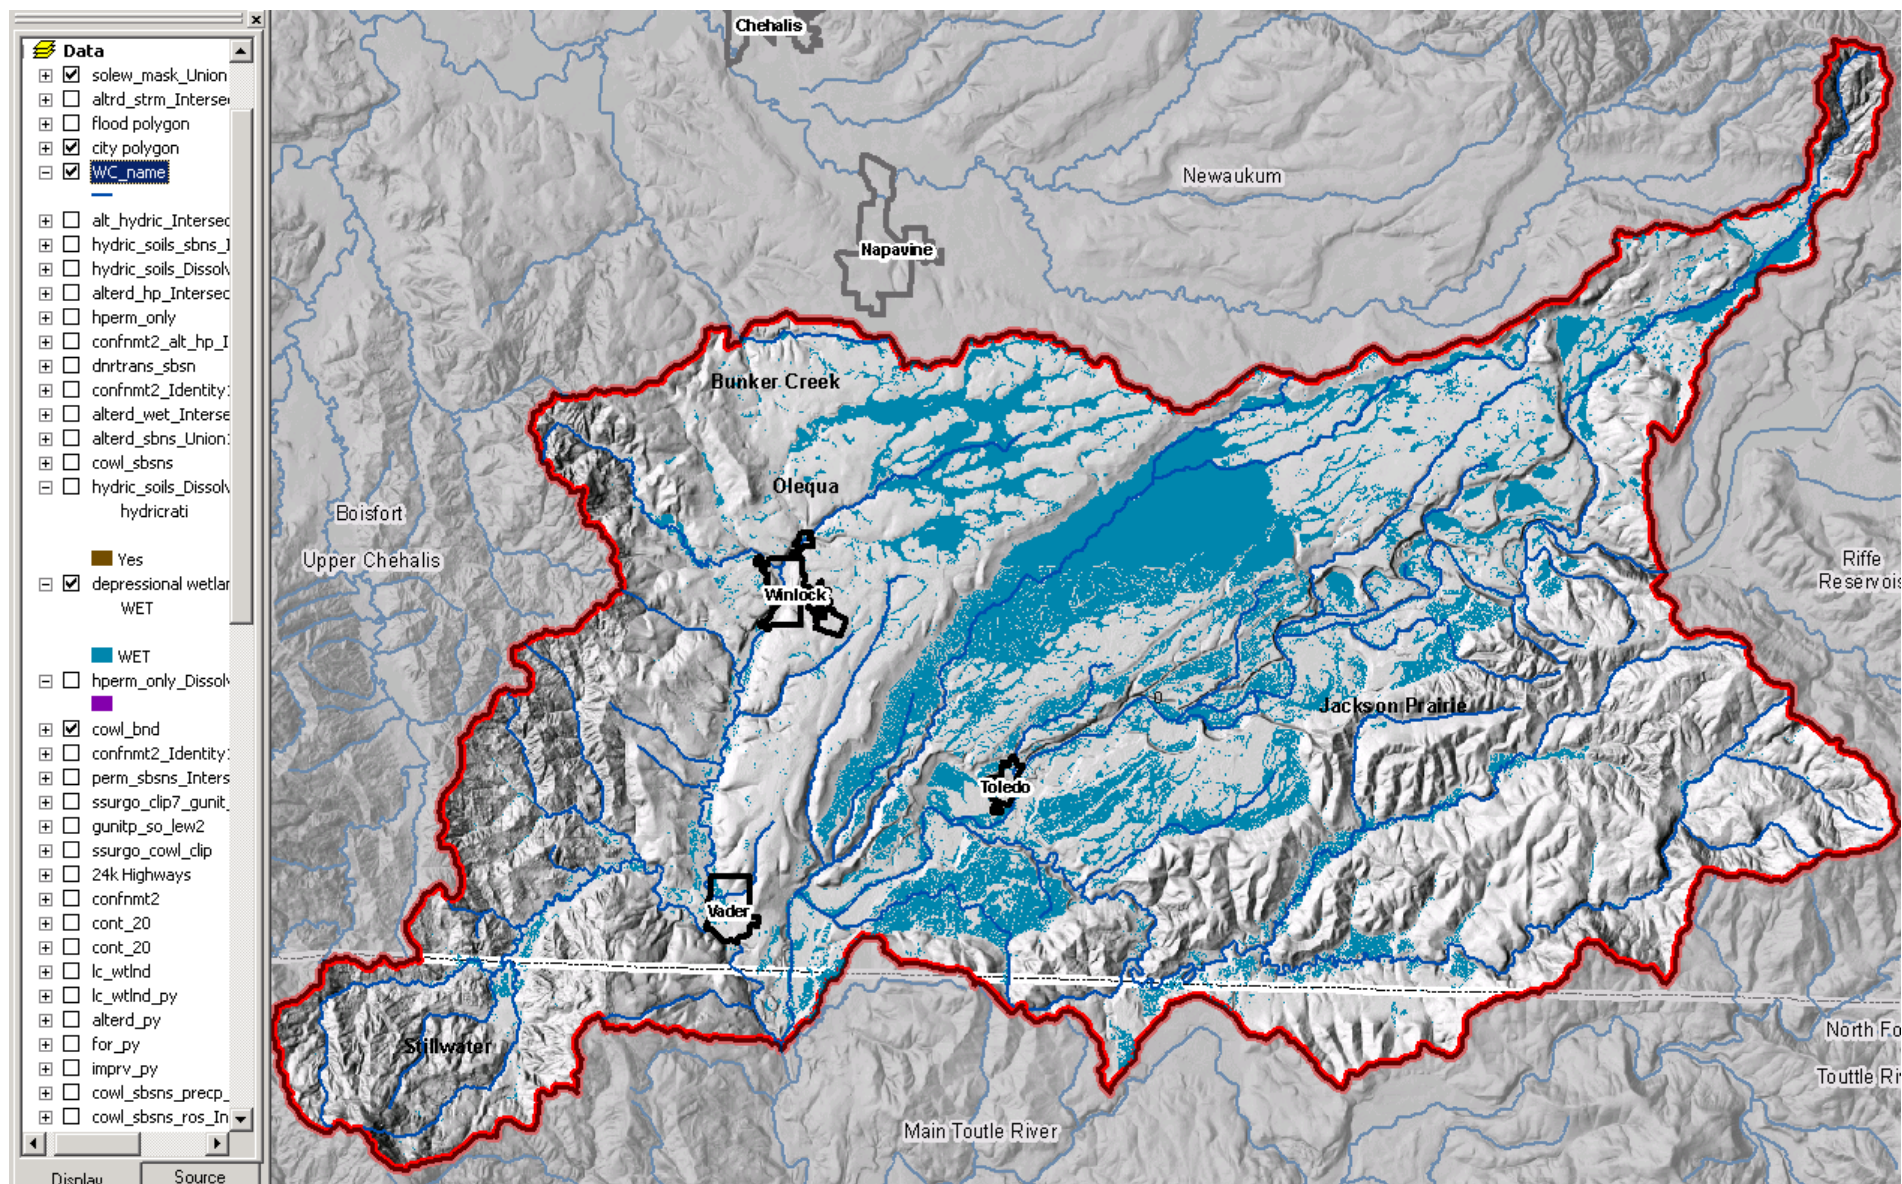 Data
solew_mask_Union
altrd_strm_Interse
flood polygon
city polygon
WC_name
alt_hydric_Intersec
hydric_soils_sbns_I
hydric_soils_Dissolv
alterd_hp_Intersec
hperm_only
confnmt2_alt_hp_I
dnrtrans_sbsn
confnmt2_Identity
alterd_wet_Interse
alterd_sbns_Union
cowl_sbsns
hydric_soils_Dissolv
hydricrati
Yes
depressional wetlar
WET
WET
hperm_only_Dissolv
cowl_bnd
confnmt2_Identity
perm_sbsns_Inters
ssurgo_clip7_gunit_
gunitp_so_lew2
ssurgo_cowl_clip
24k Highways
confnmt2
cont_20
cont_20
lc_wtlnd
lc_wtlnd_py
alterd_py
for_py
imprv_py
cowl_sbsns_precp_
cowl_sbsns_ros_In
Display
Source
Chehalis
Newaukum
Napavine
Bunker Creek
Olequa
Boisfort
Upper Chehalis
Riffe
Reservois
Winlock
Jackson Prairie
Toledo
Vader
Stillwater
North Fo
Touttle Riv
Main Toutle River